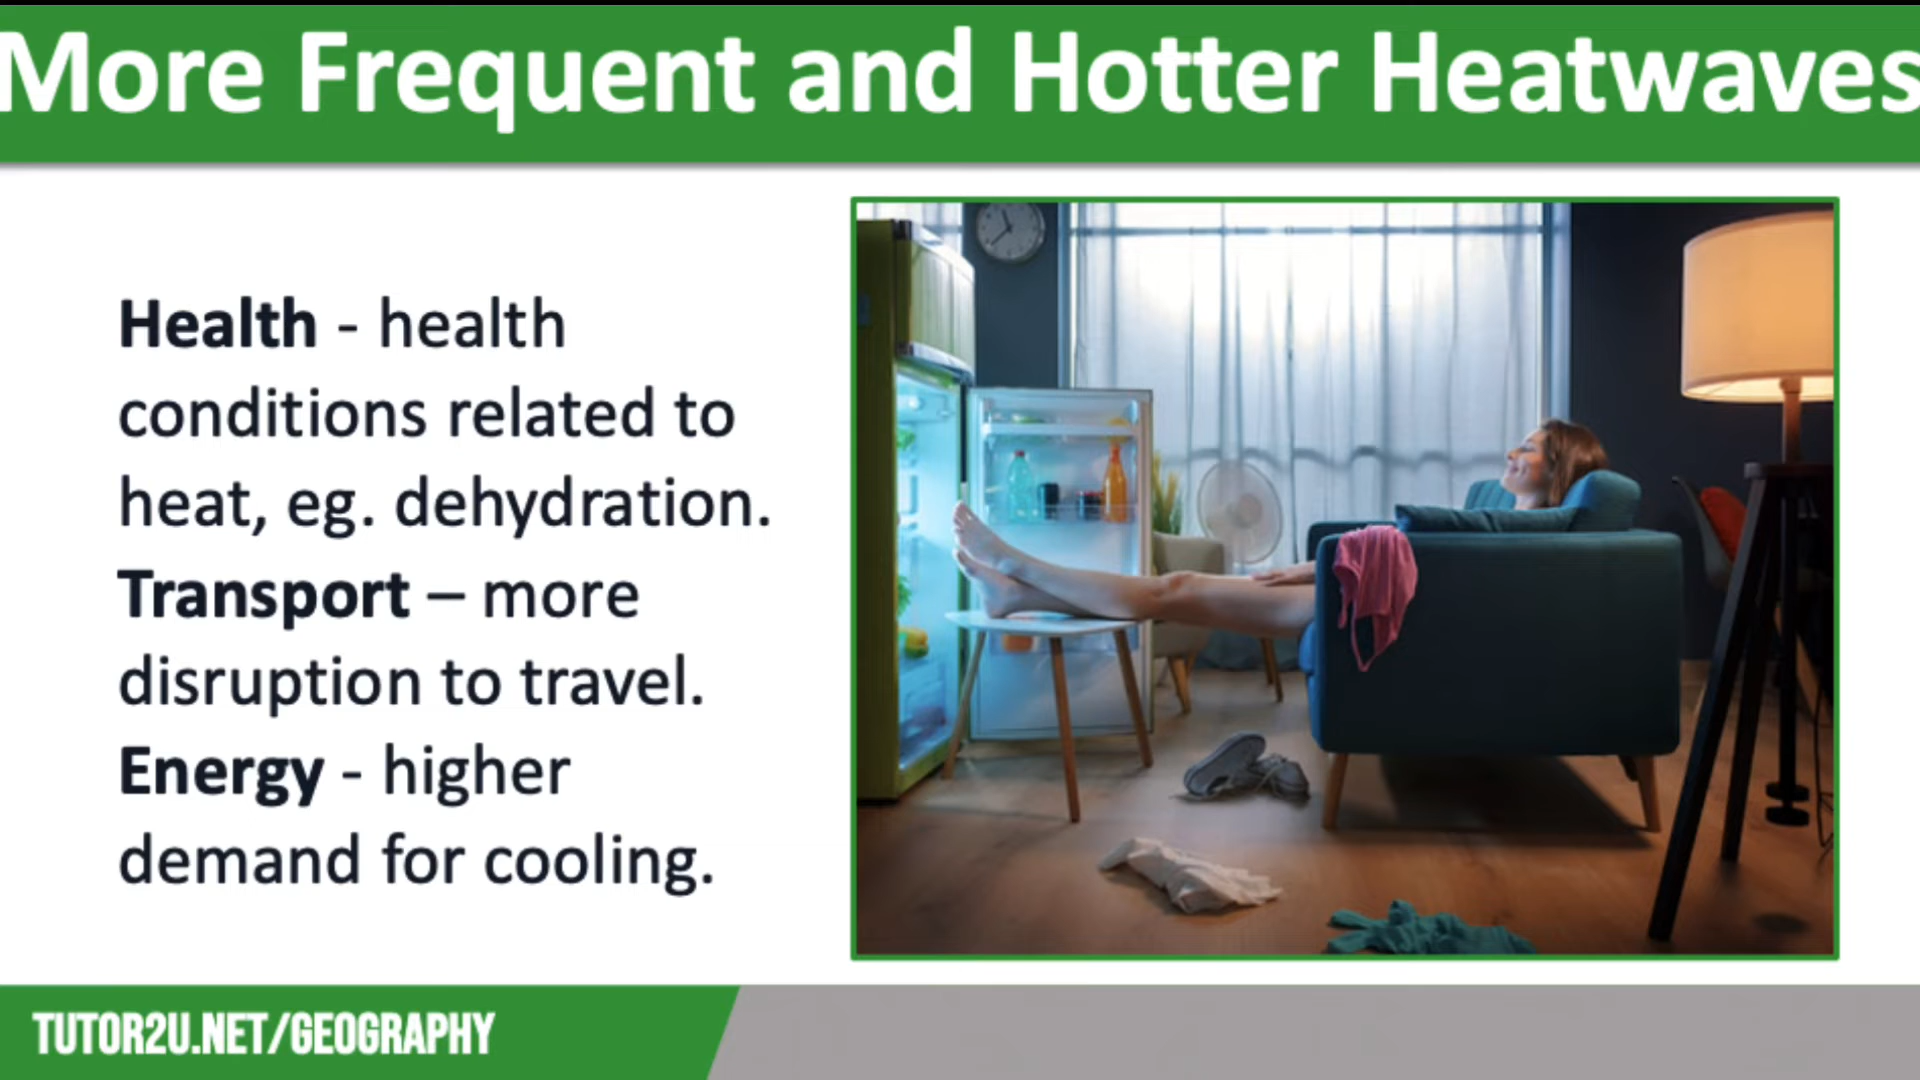 More Frequent and Hotter Heatwaves
Health - health
conditions related to
heat, eg. dehydration.
Transport – more
disruption to travel.
Energy - higher
demand for cooling.
TUTOR2U.NET/GEOGRAPHY